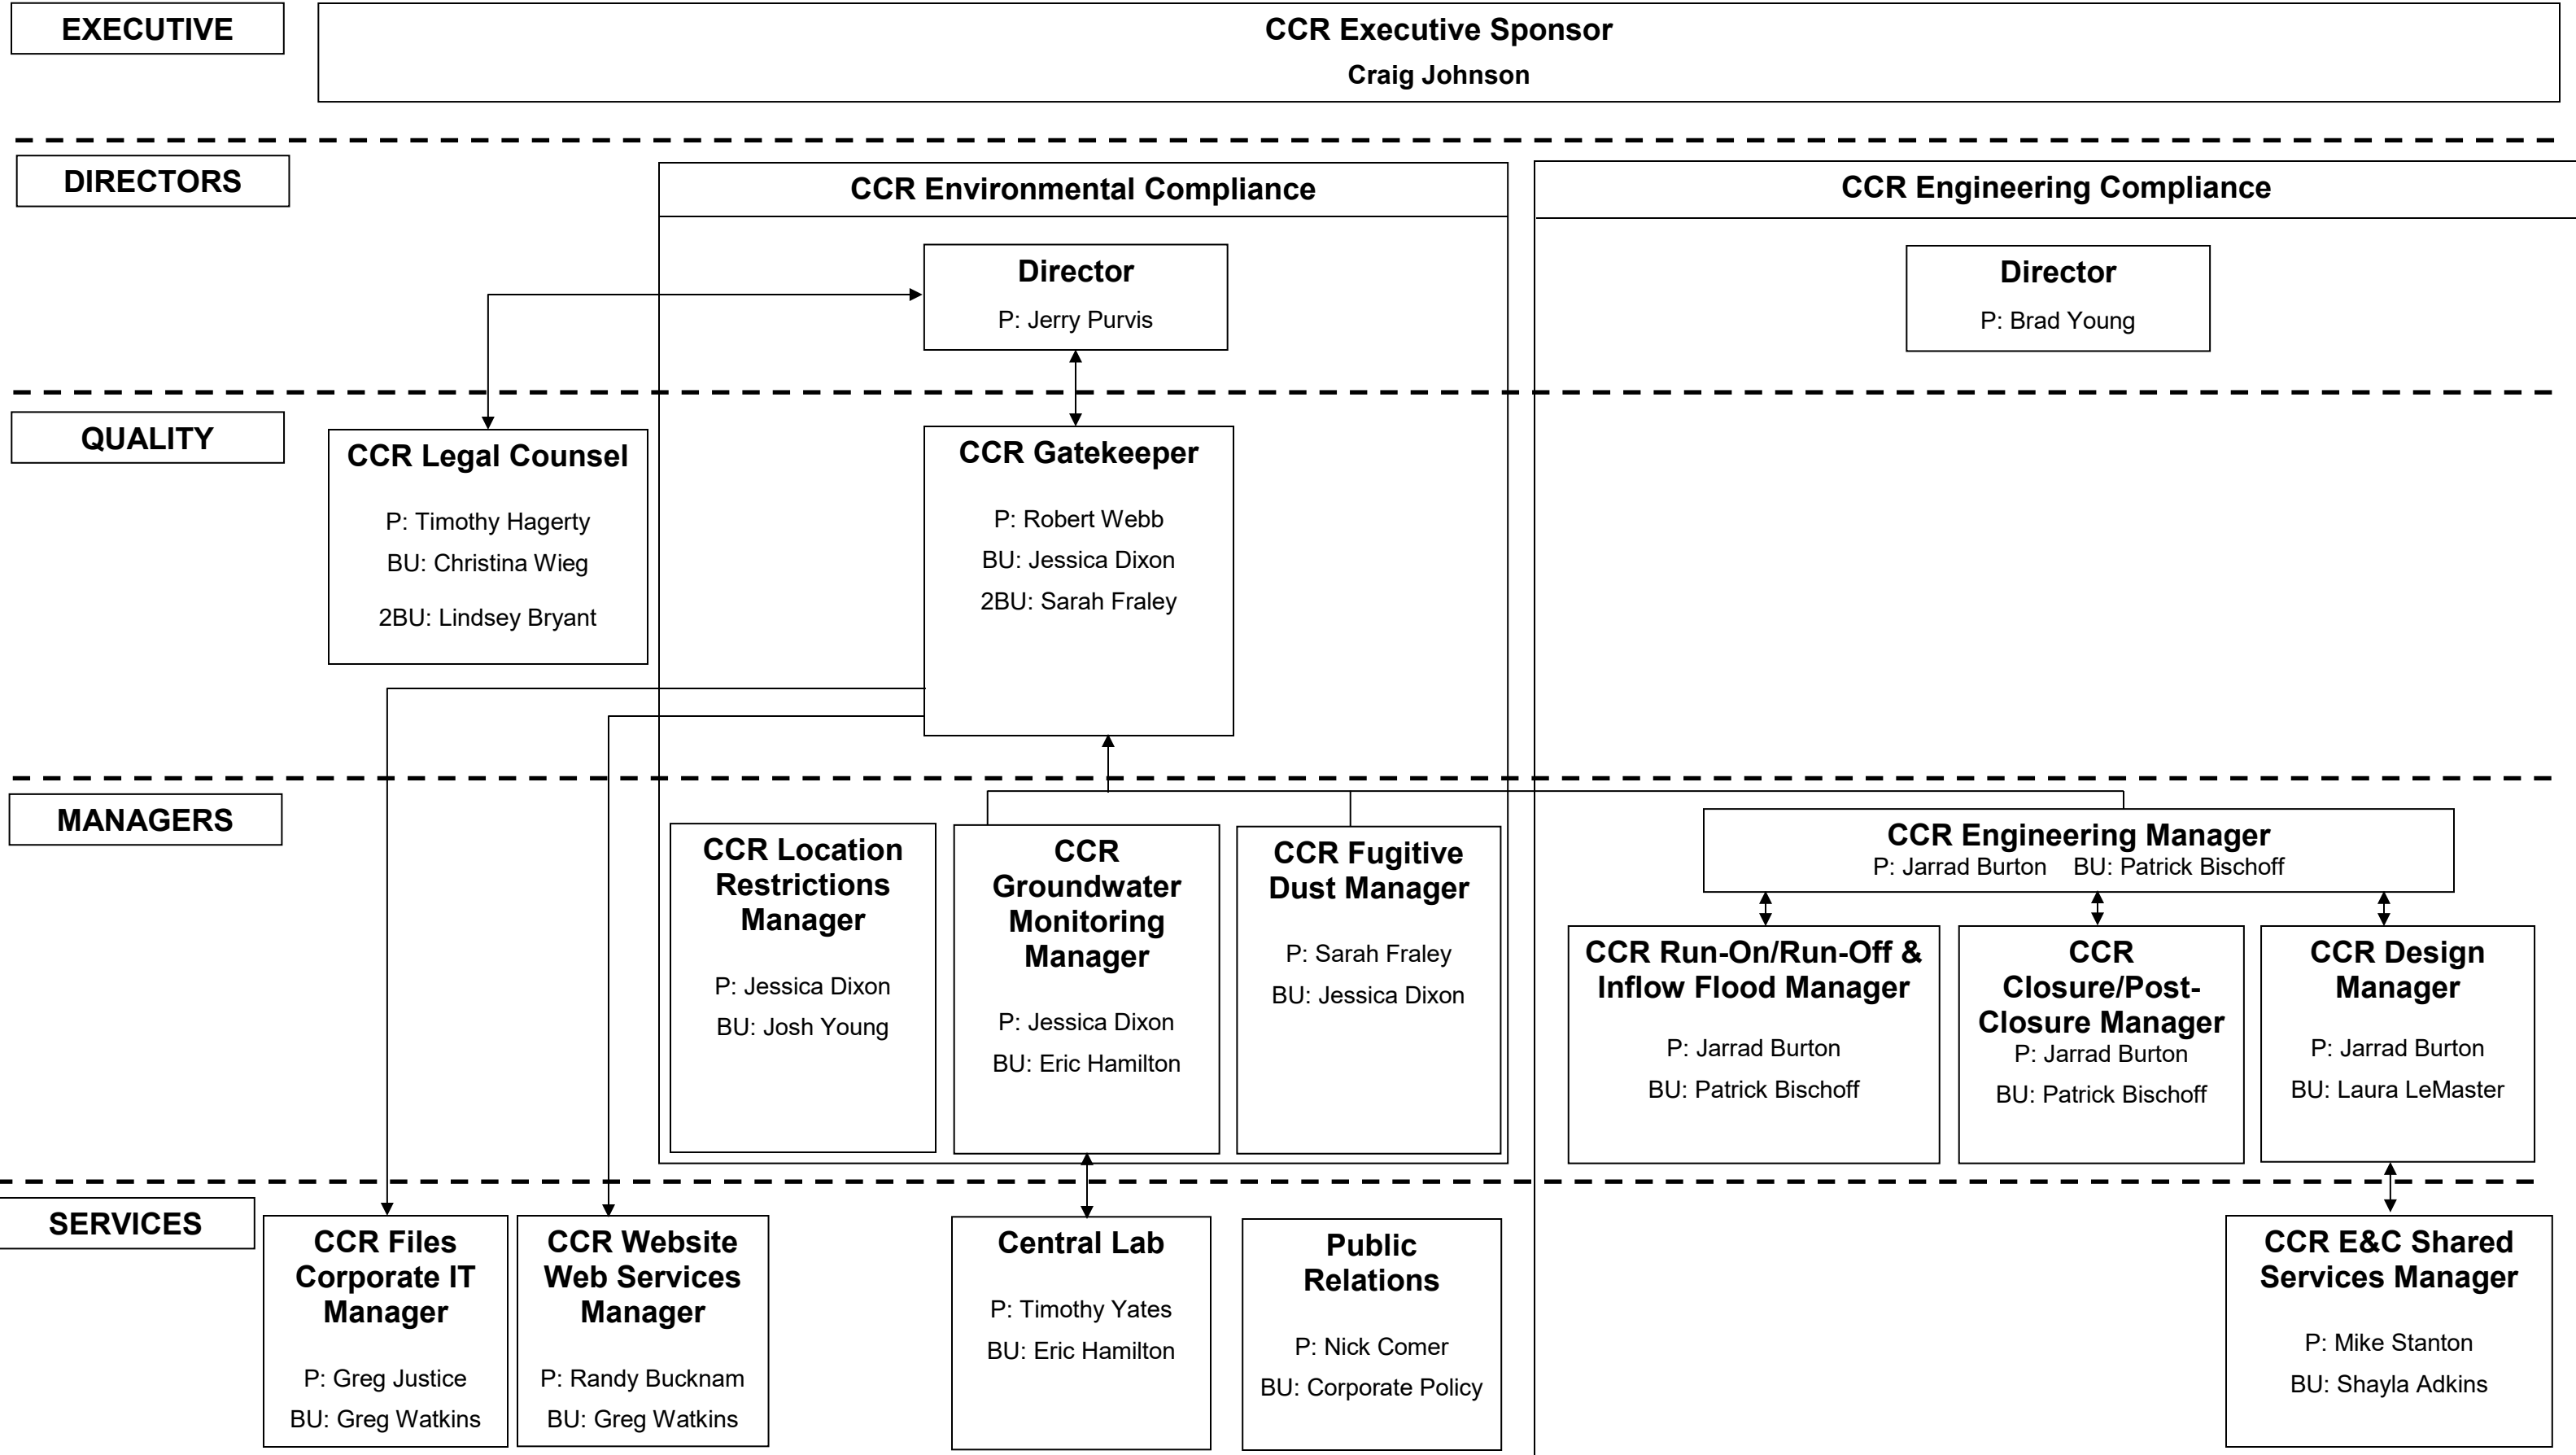 EXECUTIVE
CCR Executive Sponsor
Craig Johnson
DIRECTORS
CCR Environmental Compliance
CCR Engineering Compliance
Director
P: Jerry Purvis
Director
P: Brad Young
QUALITY
CCR Legal Counsel
P: Timothy Hagerty
BU: Christina Wieg
2BU: Lindsey Bryant
CCR Gatekeeper
P: Robert Webb
BU: Jessica Dixon
2BU: Sarah Fraley
MANAGERS
CCR Location
Restrictions
Manager
P: Jessica Dixon
BU: Josh Young
CCR
Groundwater
Monitoring
Manager
P: Jessica Dixon
BU: Eric Hamilton
CCR Fugitive
Dust Manager
P: Sarah Fraley
BU: Jessica Dixon
CCR Engineering Manager
P: Jarrad Burton BU: Patrick Bischoff
CCR Run-On/Run-Off &
Inflow Flood Manager
P: Jarrad Burton
BU: Patrick Bischoff
CCR
Closure/Post-
Closure Manager
P: Jarrad Burton
BU: Patrick Bischoff
CCR Design
Manager
P: Jarrad Burton
BU: Laura LeMaster
SERVICES
CCR Files
Corporate IT
Manager
P: Greg Justice
BU: Greg Watkins
CCR Website
Web Services
Manager
P: Randy Bucknam
BU: Greg Watkins
Central Lab
P: Timothy Yates
BU: Eric Hamilton
Public
Relations
P: Nick Comer
BU: Corporate Policy
CCR E&C Shared
Services Manager
P: Mike Stanton
BU: Shayla Adkins